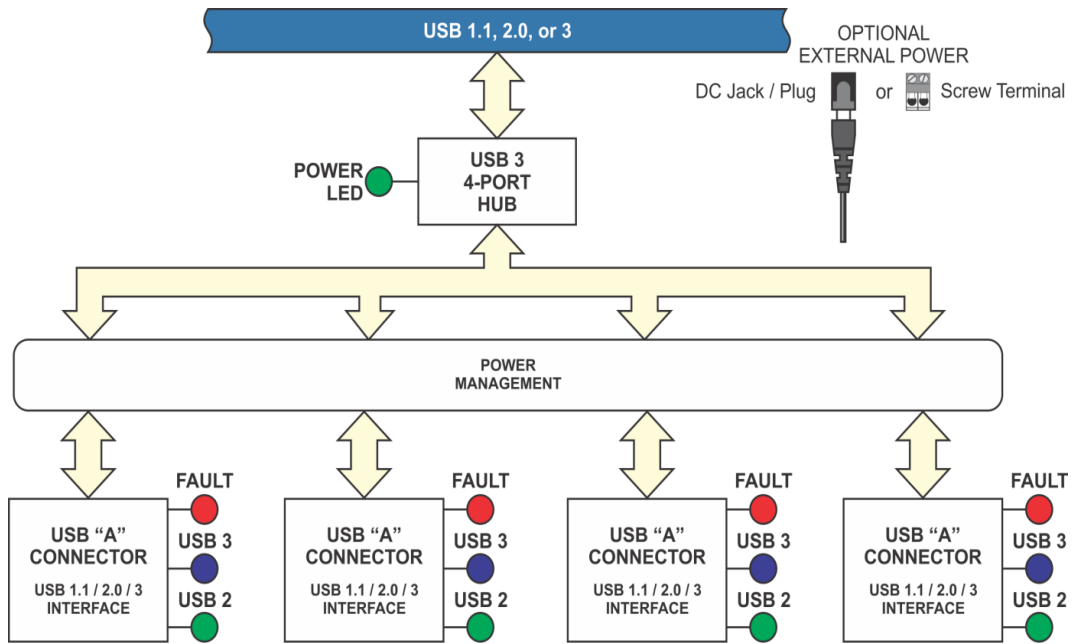 USB 1.1, 2.0, or 3
OPTIONAL
EXTERNAL POWER
DC Jack / Plug or Screw Terminal
POWER
LED
USB 3
4-PORT
HUB
POWER
MANAGEMENT
FAULT
USB 3
USB 2
USB “A”
CONNECTOR
USB 1.1 / 2.0 / 3
INTERFACE
FAULT
USB 3
USB 2
USB “A”
CONNECTOR
USB 1.1 / 2.0 / 3
INTERFACE
FAULT
USB 3
USB 2
USB “A”
CONNECTOR
USB 1.1 / 2.0 / 3
INTERFACE
FAULT
USB 3
USB 2
USB “A”
CONNECTOR
USB 1.1 / 2.0 / 3
INTERFACE